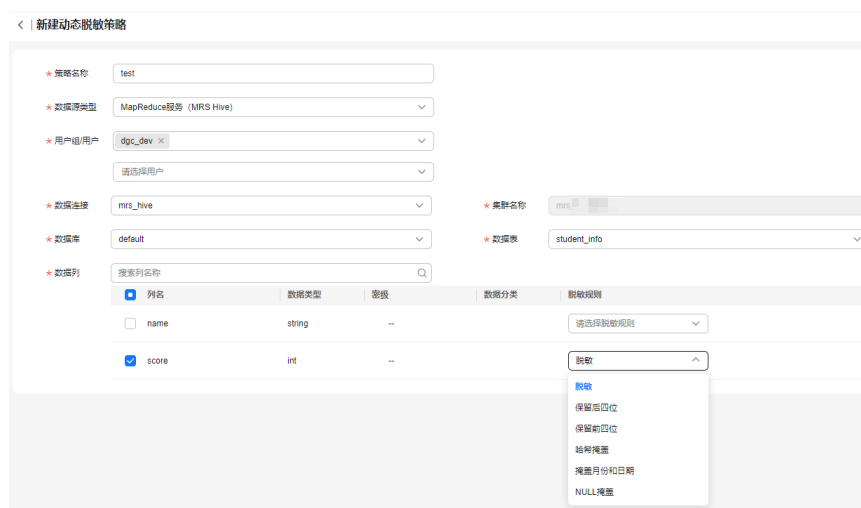 新建动态脱敏策略
* 策略名称 test
* 数据源类型 MapReduce服务（MRS Hive）
* 用户组/用户 dgc_dev ×
请选择用户
* 数据连接 mrs_hive * 集群名称 mrs
* 数据库 default * 数据表 student_info
* 数据列 搜索列名称
列名 数据类型 密级 数据分类 脱敏规则
name string -- 请选择脱敏规则
score int -- 脱敏
脱敏
保留后四位
保留前四位
哈希掩盖
掩盖月份和日期
NULL掩盖